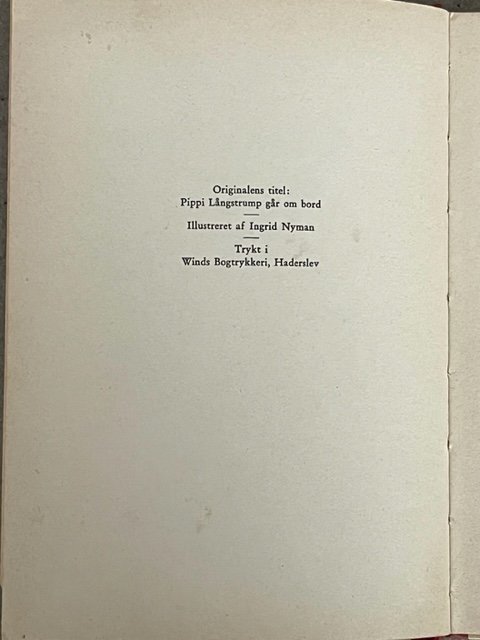 Originalens titel:
Pippi Långstrump går om bord
Illustreret af Ingrid Nyman
Trykt i
Winds Bogtrykkeri, Haderslev